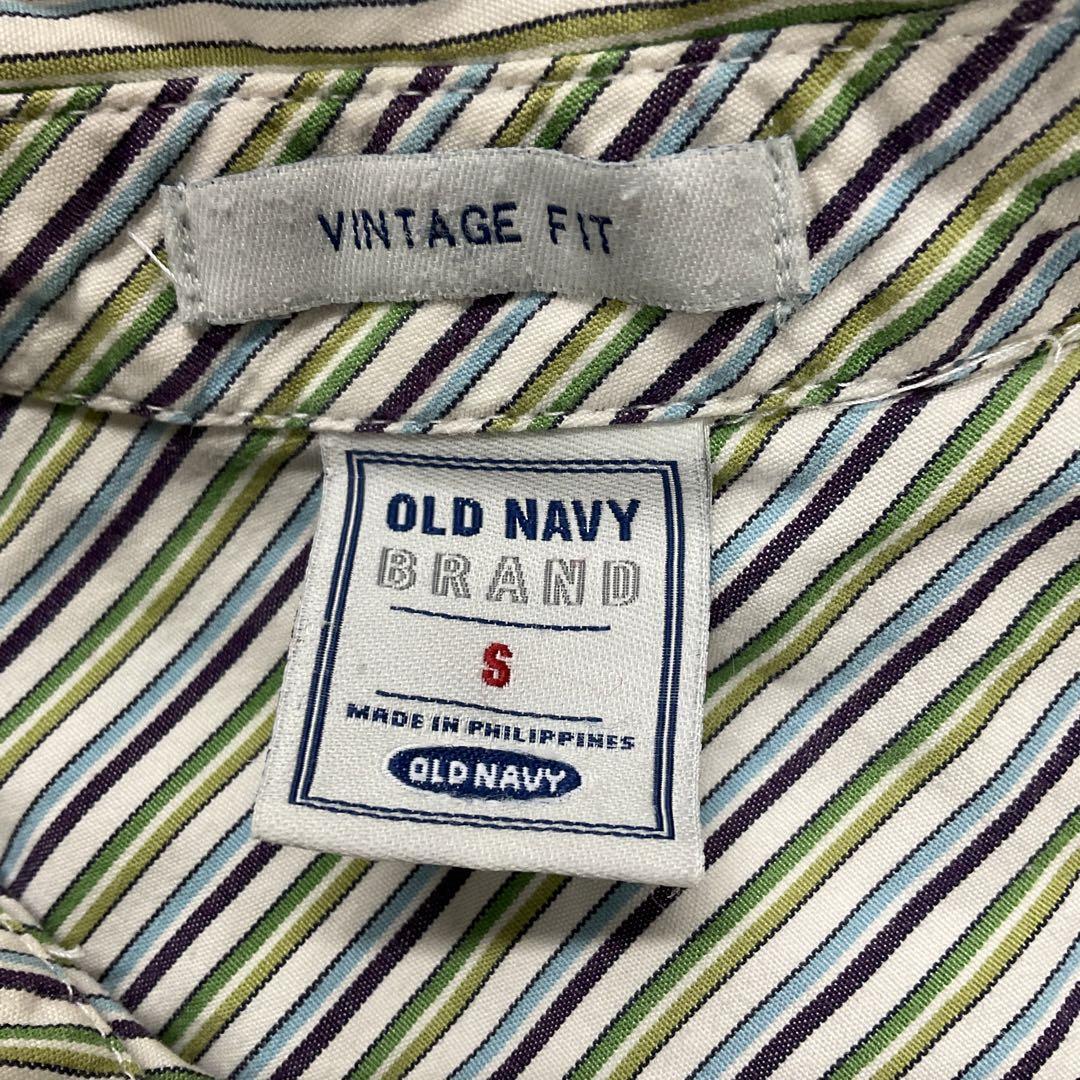 VINTAGE FIT
OLD NAVY
BRAND
S
MADE IN PHILIPPINES
OLD NAVY